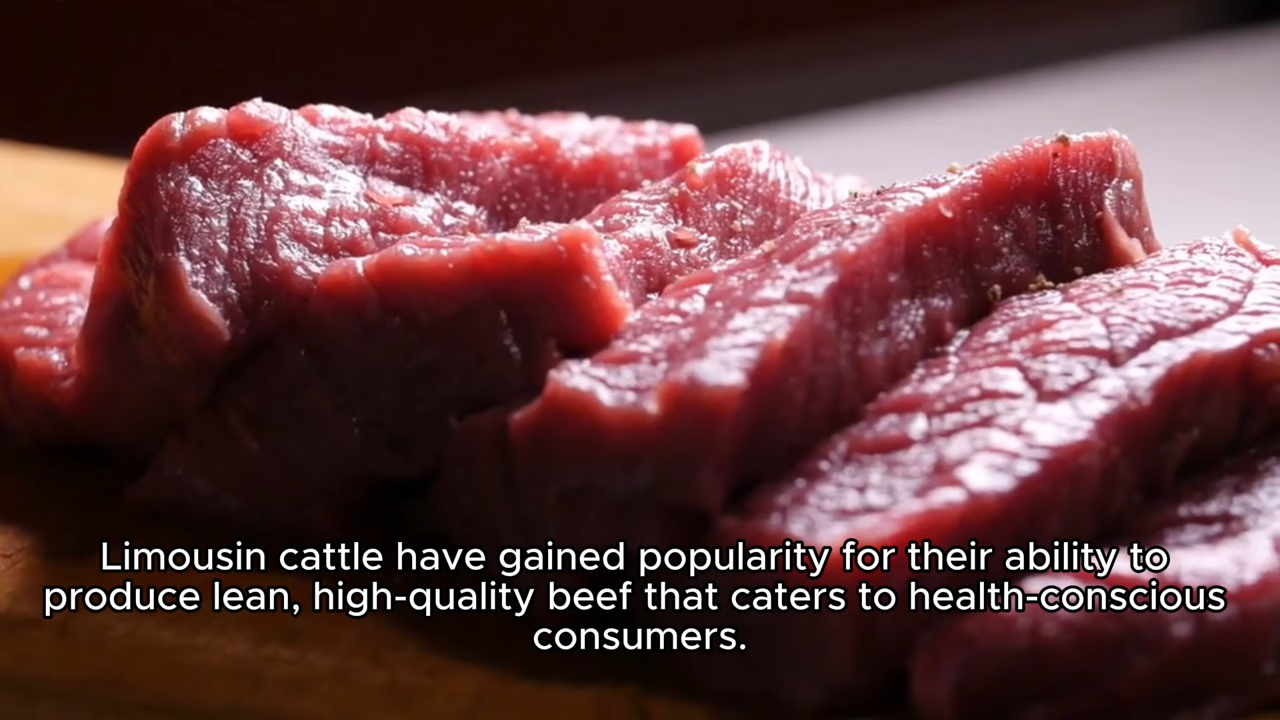 Limousin cattle have gained popularity for their ability to
produce lean, high-quality beef that caters to health-conscious
consumers.